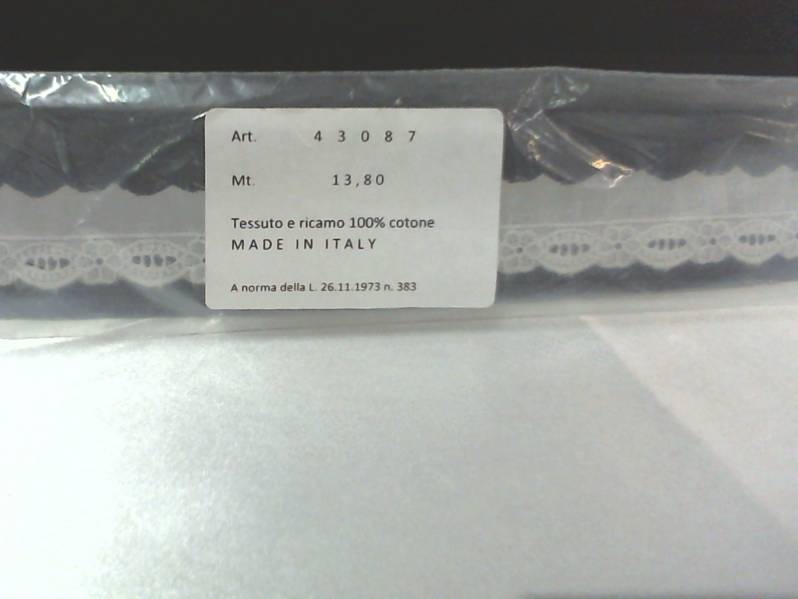 Art. 4 3 0 8 7
Mt. 13,80
Tessuto e ricamo 100% cotone
MADE IN ITALY
A norma della L. 26.11.1973 n. 383